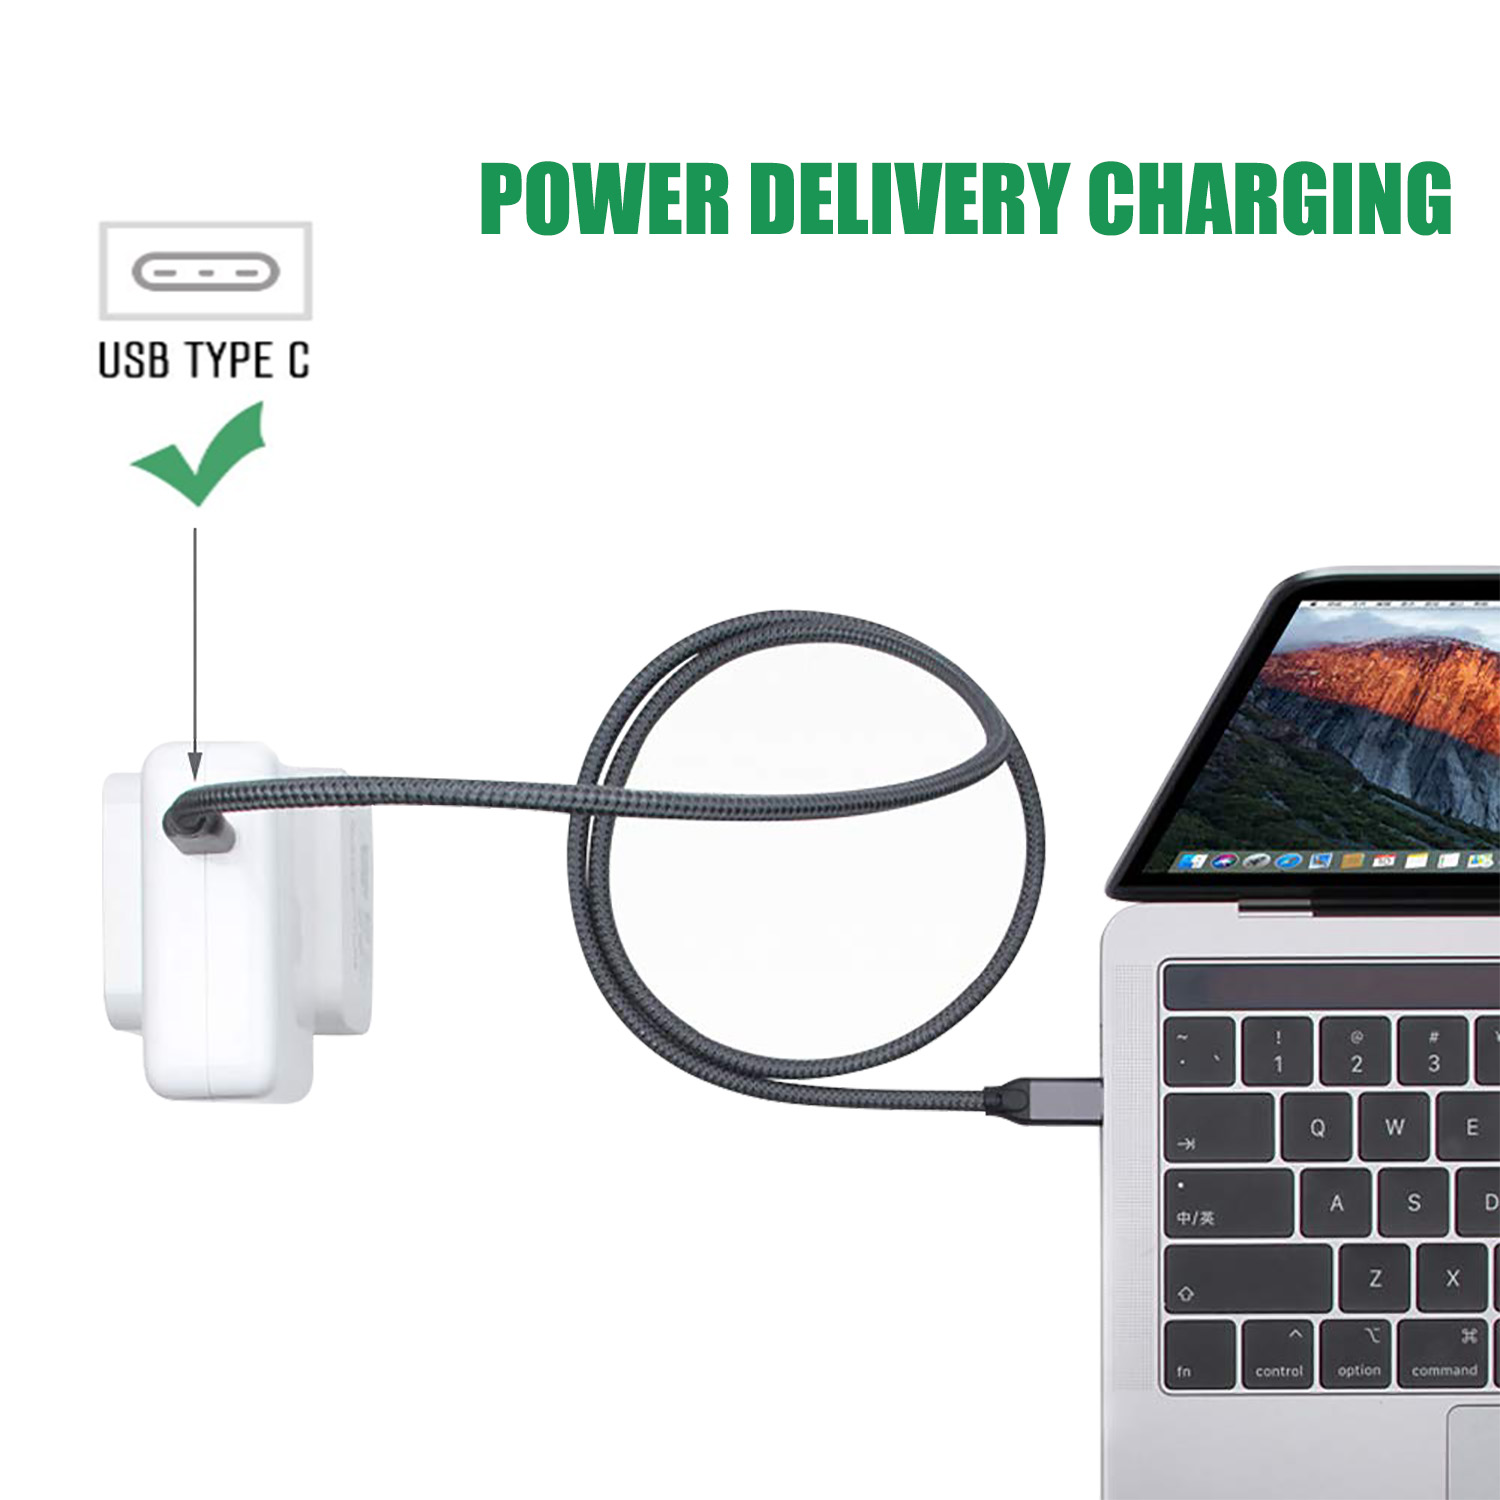 POWER DELIVERY CHARGING
USB TYPE C
~
! 1
@ 2
# 3
Q W E
中/英
A S D
Z X
fn
control
option
command